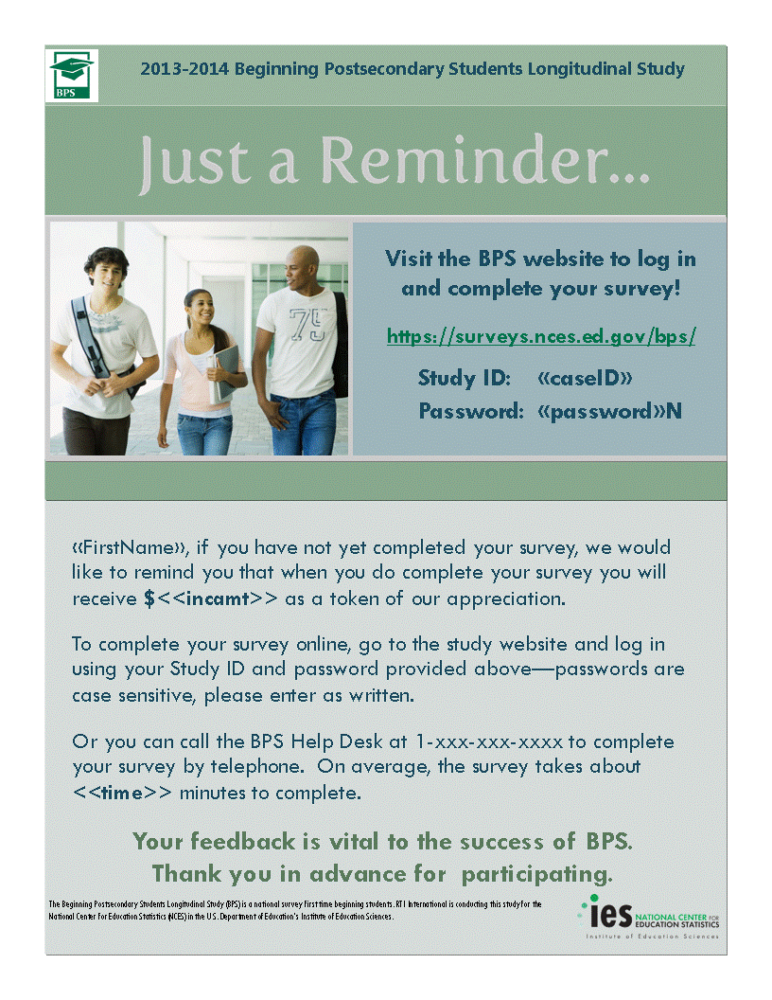 BPS
2013-2014 Beginning Postsecondary Students Longitudinal Study
Just a Reminder...
75
Visit the BPS website to log in
and complete your survey!
https://surveys.nces.ed.gov/bps/
Study ID: «caseID»
Password: «password»N
«FirstName», if you have not yet completed your survey, we would
like to remind you that when you do complete your survey you will
receive $<<incamt>> as a token of our appreciation.
To complete your survey online, go to the study website and log in
using your Study ID and password provided above—passwords are
case sensitive, please enter as written.
Or you can call the BPS Help Desk at 1-xxx-xxx-xxxx to complete
your survey by telephone. On average, the survey takes about
<<time>> minutes to complete.
Your feedback is vital to the success of BPS.
Thank you in advance for participating.
The Beginning Postsecondary Students Longitudinal Study (BPS) is a national survey first time beginning students. RTI International is conducting this study for the
National Center for Education Statistics (NCES) in the U.S. Department of Education's Institute of Education Sciences.
ies NATIONAL CENTER FOR
EDUCATION STATISTICS
Institute of Education Sciences